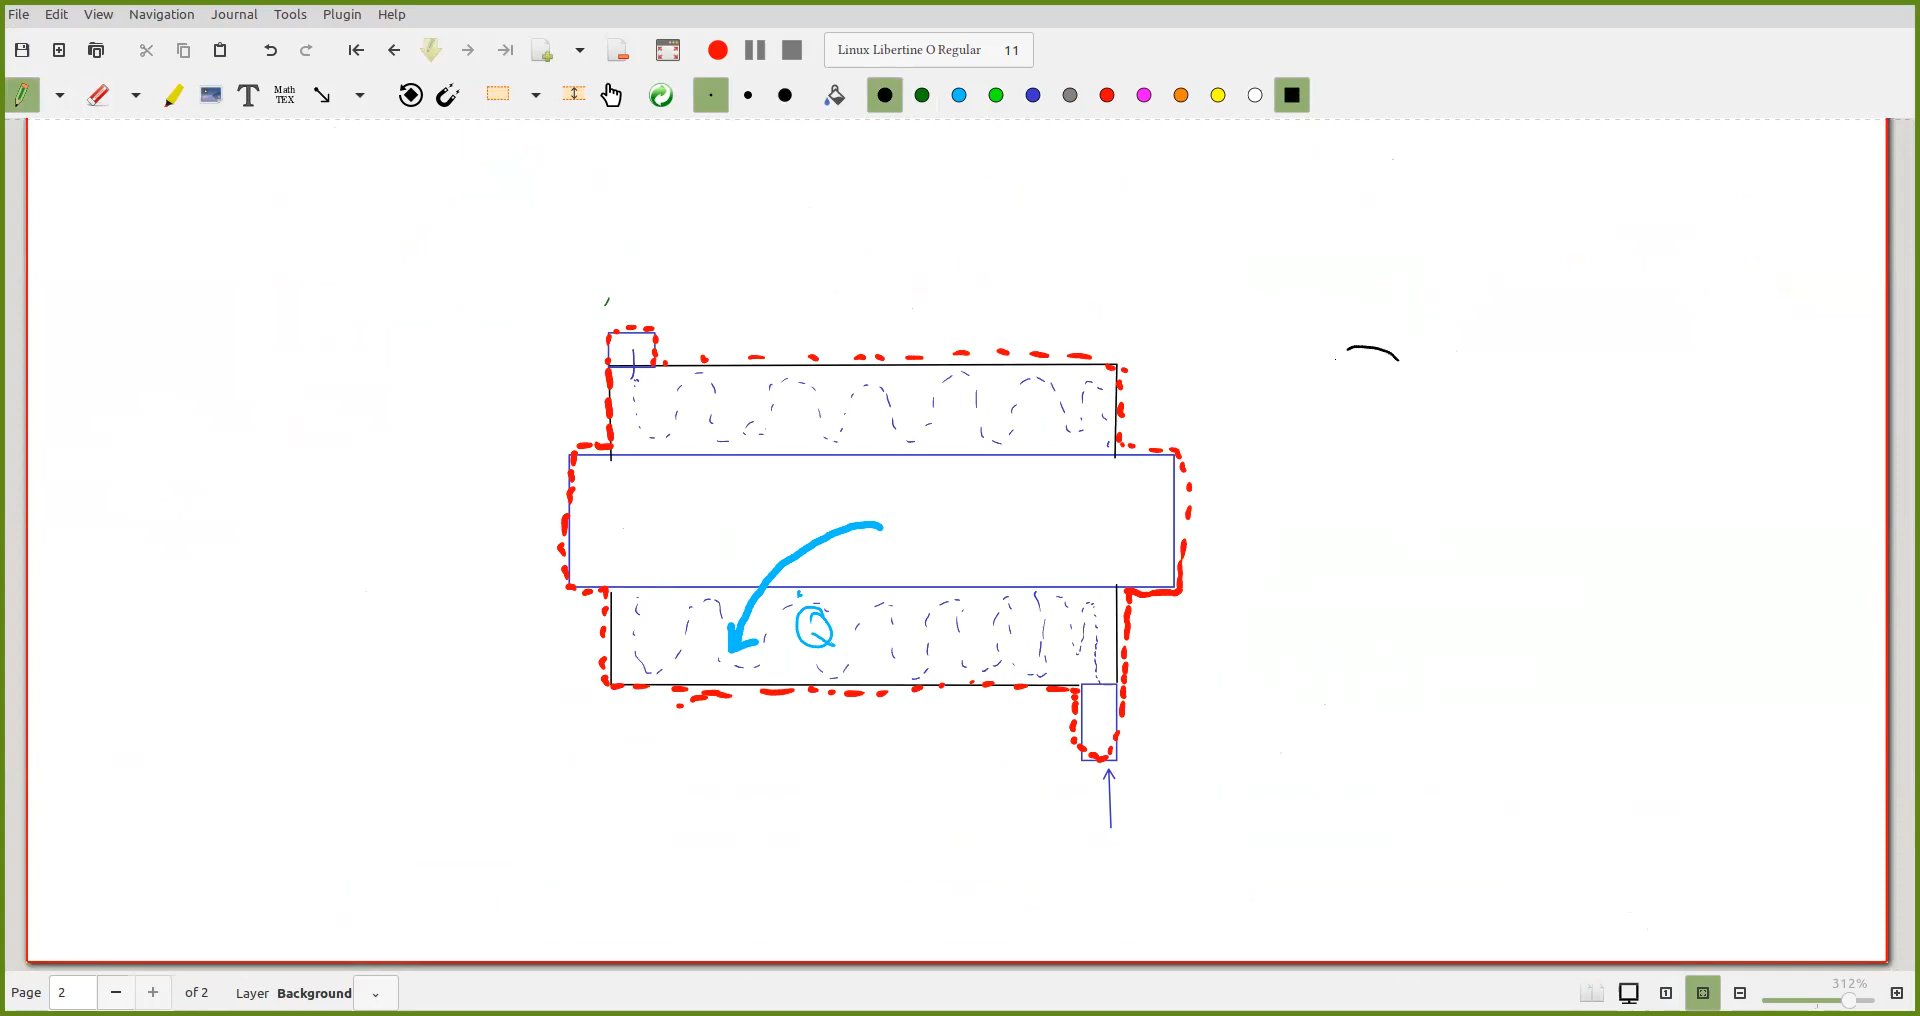 File Edit View Navigation Journal Tools Plugin Help
Linux Libertine O Regular 11
T Math TEX
Q
Page 2 of 2 Layer Background 312%